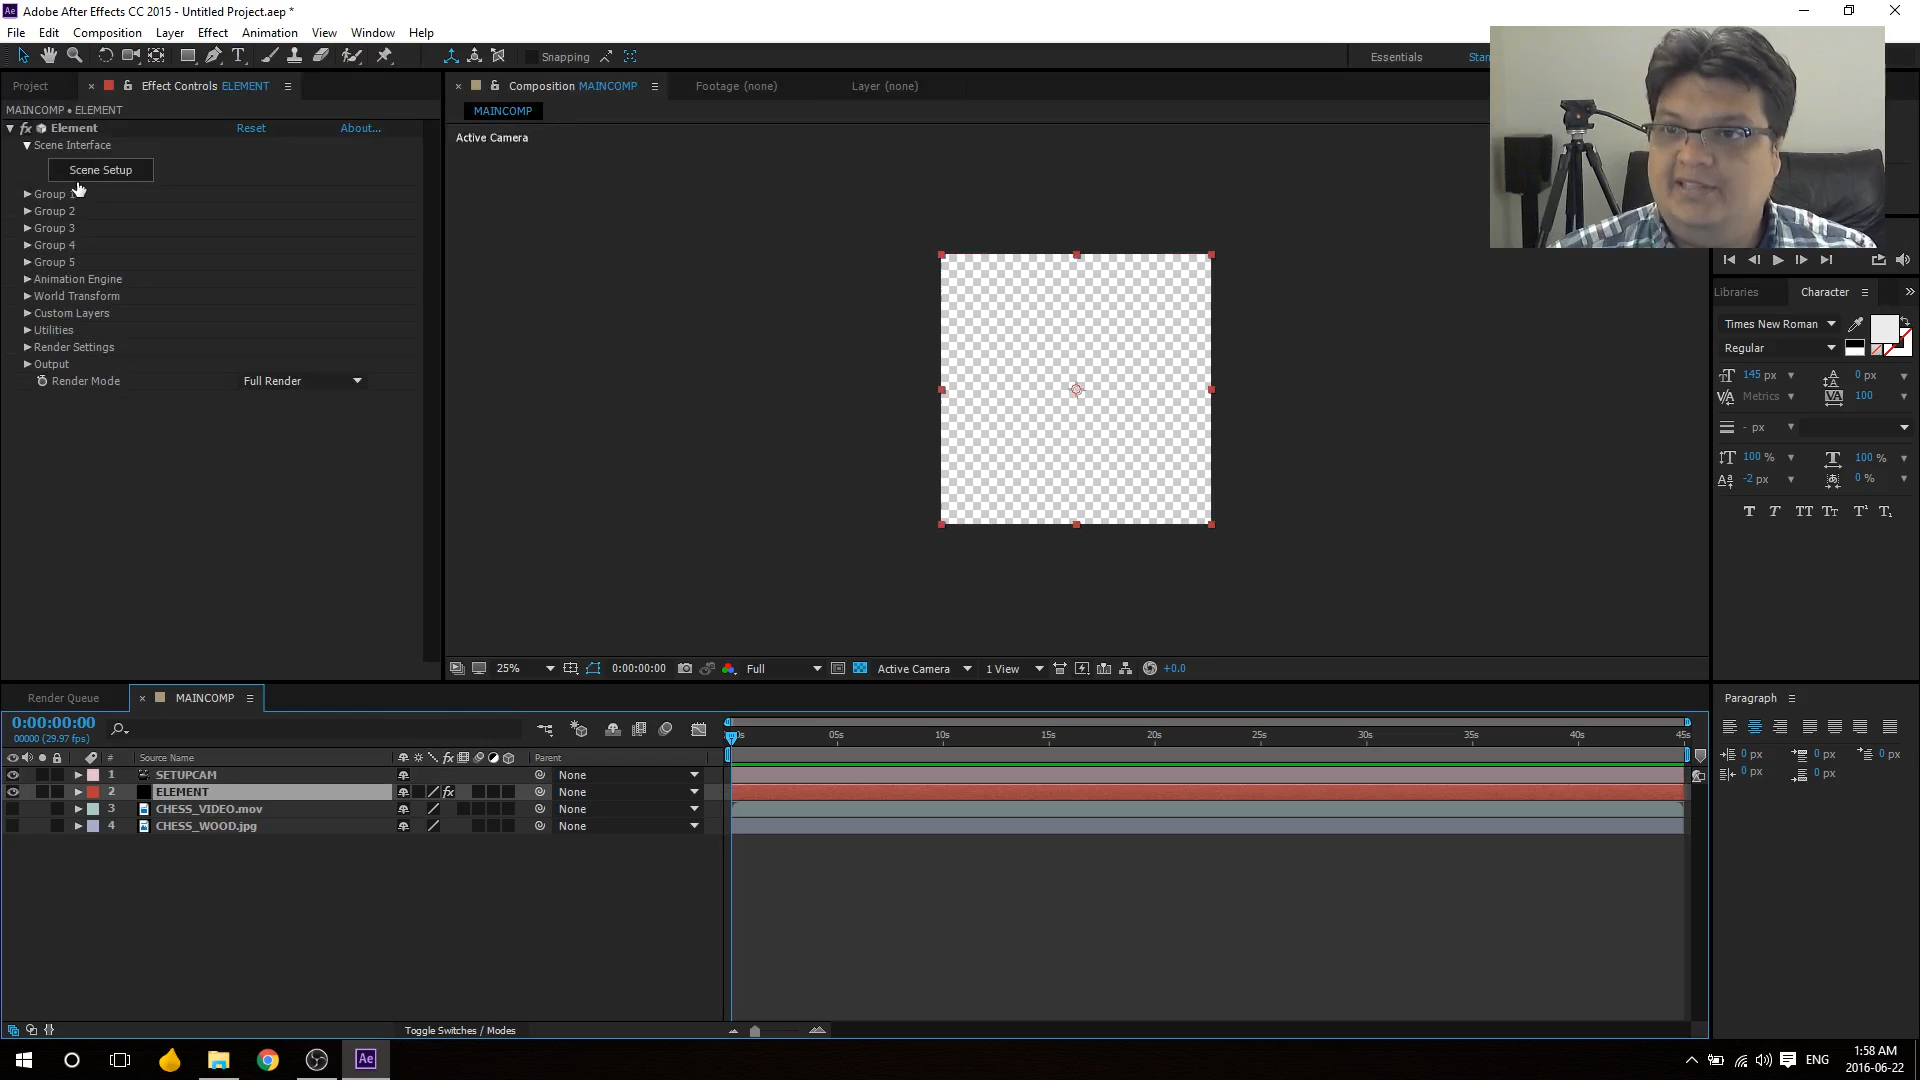 Adobe After Effects CC 2015 - Untitled Project.aep *
File Edit Composition Layer Effect Animation View Window Help
Snapping
Essentials
Project
Effect Controls ELEMENT
Composition MAINCOMP
Footage (none)
Layer (none)
MAINCOMP • ELEMENT
MAINCOMP
fx Element
Reset
About...
Active Camera
Scene Interface
Scene Setup
Group 1
Group 2
Group 3
Group 4
Group 5
Animation Engine
World Transform
Custom Layers
Utilities
Render Settings
Output
Render Mode
Full Render
Libraries
Character
Times New Roman
Regular
145 px
0 px
Metrics
100
- px
100 %
100 %
-2 px
0 %
T T TT Tt T¹ T₁
25%
0:00:00:00
Full
Active Camera
1 View
+0.0
Render Queue
MAINCOMP
Paragraph
0:00:00:00
00000 (29.97 fps)
05s
10s
15s
20s
25s
30s
35s
40s
45s
0 px
0 px
0 px
0 px
0 px
#
Source Name
Parent
1 SETUPCAM None
2 ELEMENT fx None
3 CHESS_VIDEO.mov None
4 CHESS_WOOD.jpg None
Toggle Switches / Modes
Ae
ENG
1:58 AM
2016-06-22